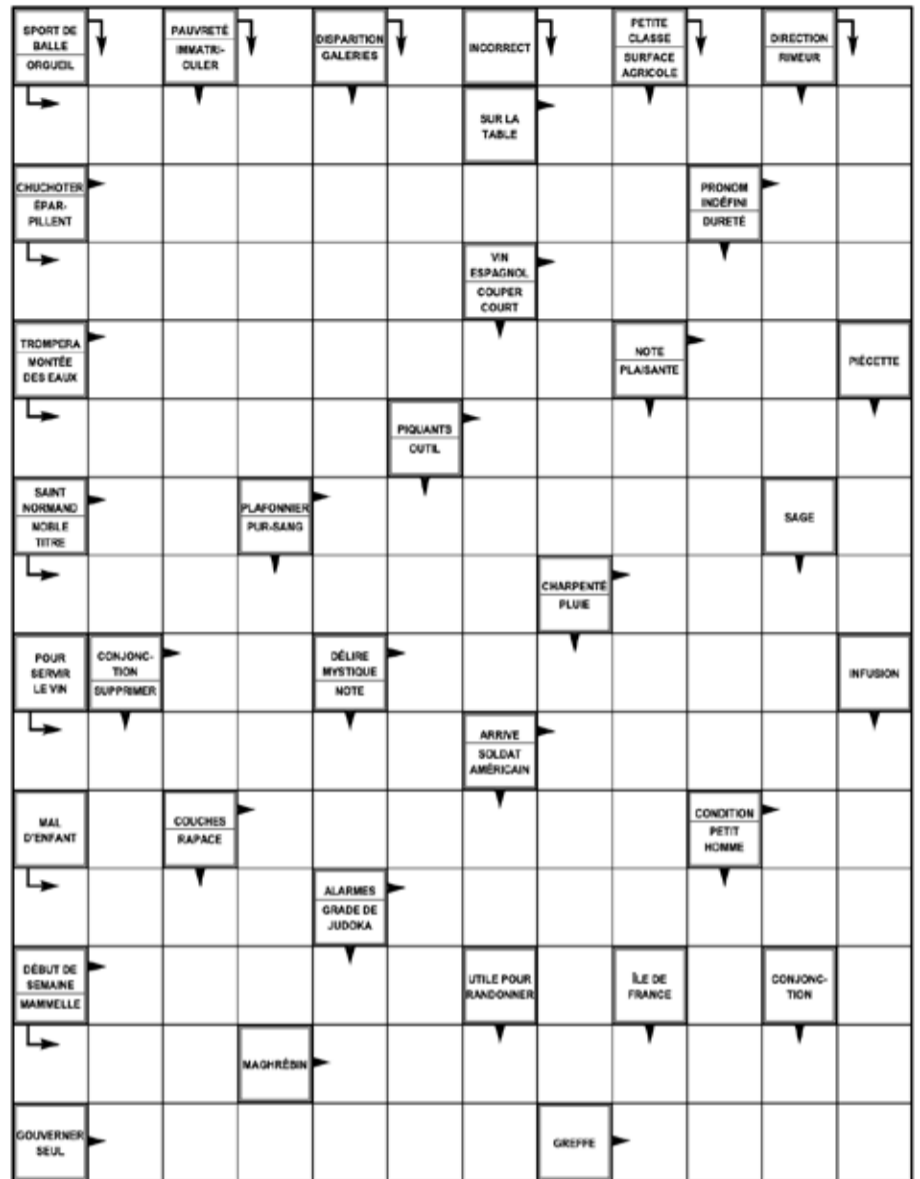 SPORT DE
BALLE
ORGUEIL
PAUVRETÉ
IMMATRI-
CULER
DISPARITION
GALERIES
INCORRECT
PETITE
CLASSE
SURFACE
AGRICOLE
DIRECTION
RIMEUR
SUR LA
TABLE
CHUCHOTER
ÉPAR-
PILLENT
PRONOM
INDÉFINI
DURETÉ
VIN
ESPAGNOL
COUPER
COURT
TROMPERA
MONTÉE
DES EAUX
NOTE
PLAISANTE
PIÉCETTE
PIQUANTS
OUTIL
SAINT
NORMAND
NOBLE
TITRE
PLAFONNIER
PUR-SANG
SAGE
CHARPENTÉ
PLUIE
POUR
SERVIR
LE VIN
CONJONC-
TION
SUPPRIMER
DÉLIRE
MYSTIQUE
NOTE
INFUSION
ARRIVE
SOLDAT
AMÉRICAIN
MAL
D'ENFANT
COUCHES
RAPACE
CONDITION
PETIT
HOMME
ALARMES
GRADE DE
JUDOKA
DÉBUT DE
SEMAINE
MAMMELLE
UTILE POUR
RANDONNER
ÎLE DE
FRANCE
CONJONC-
TION
MAGHRÉBIN
GOUVERNER
SEUL
GREFFE